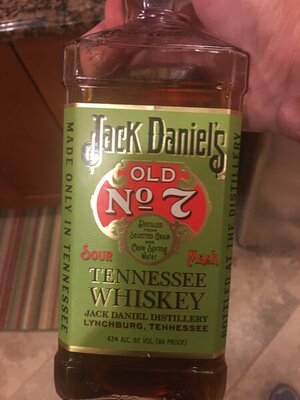 Jack Daniel's
OLD
No 7
DISTILLED
FROM
SELECTED GRAIN
AND
Cave Spring
Water
Sour Mash
TENNESSEE
WHISKEY
JACK DANIEL DISTILLERY
LYNCHBURG, TENNESSEE
43% ALC. BY VOL. (86 PROOF)
MADE ONLY IN TENNESSEE
BOTTLED AT THE DISTILLERY